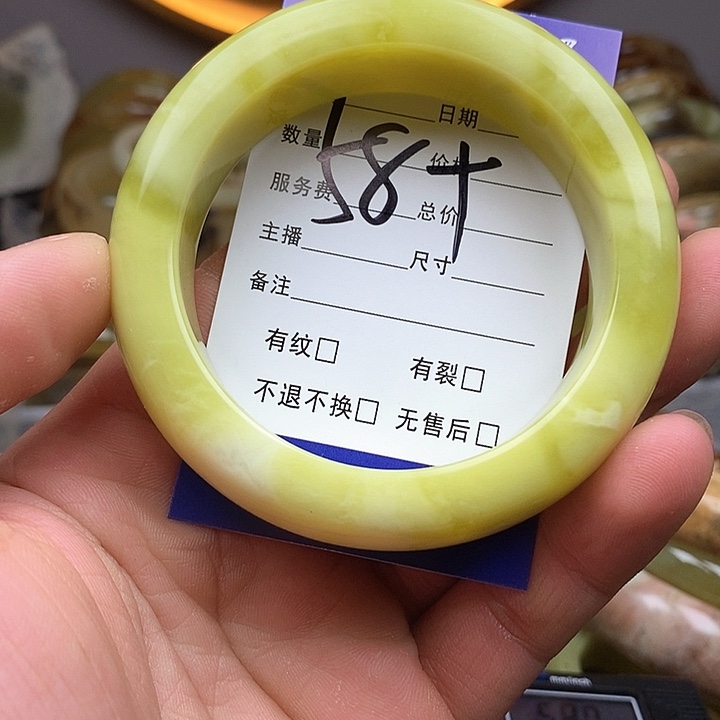 日期
数量 价格
服务费 总价
58+
主播 尺寸
备注
有纹□ 有裂□
不退不换□ 无售后□